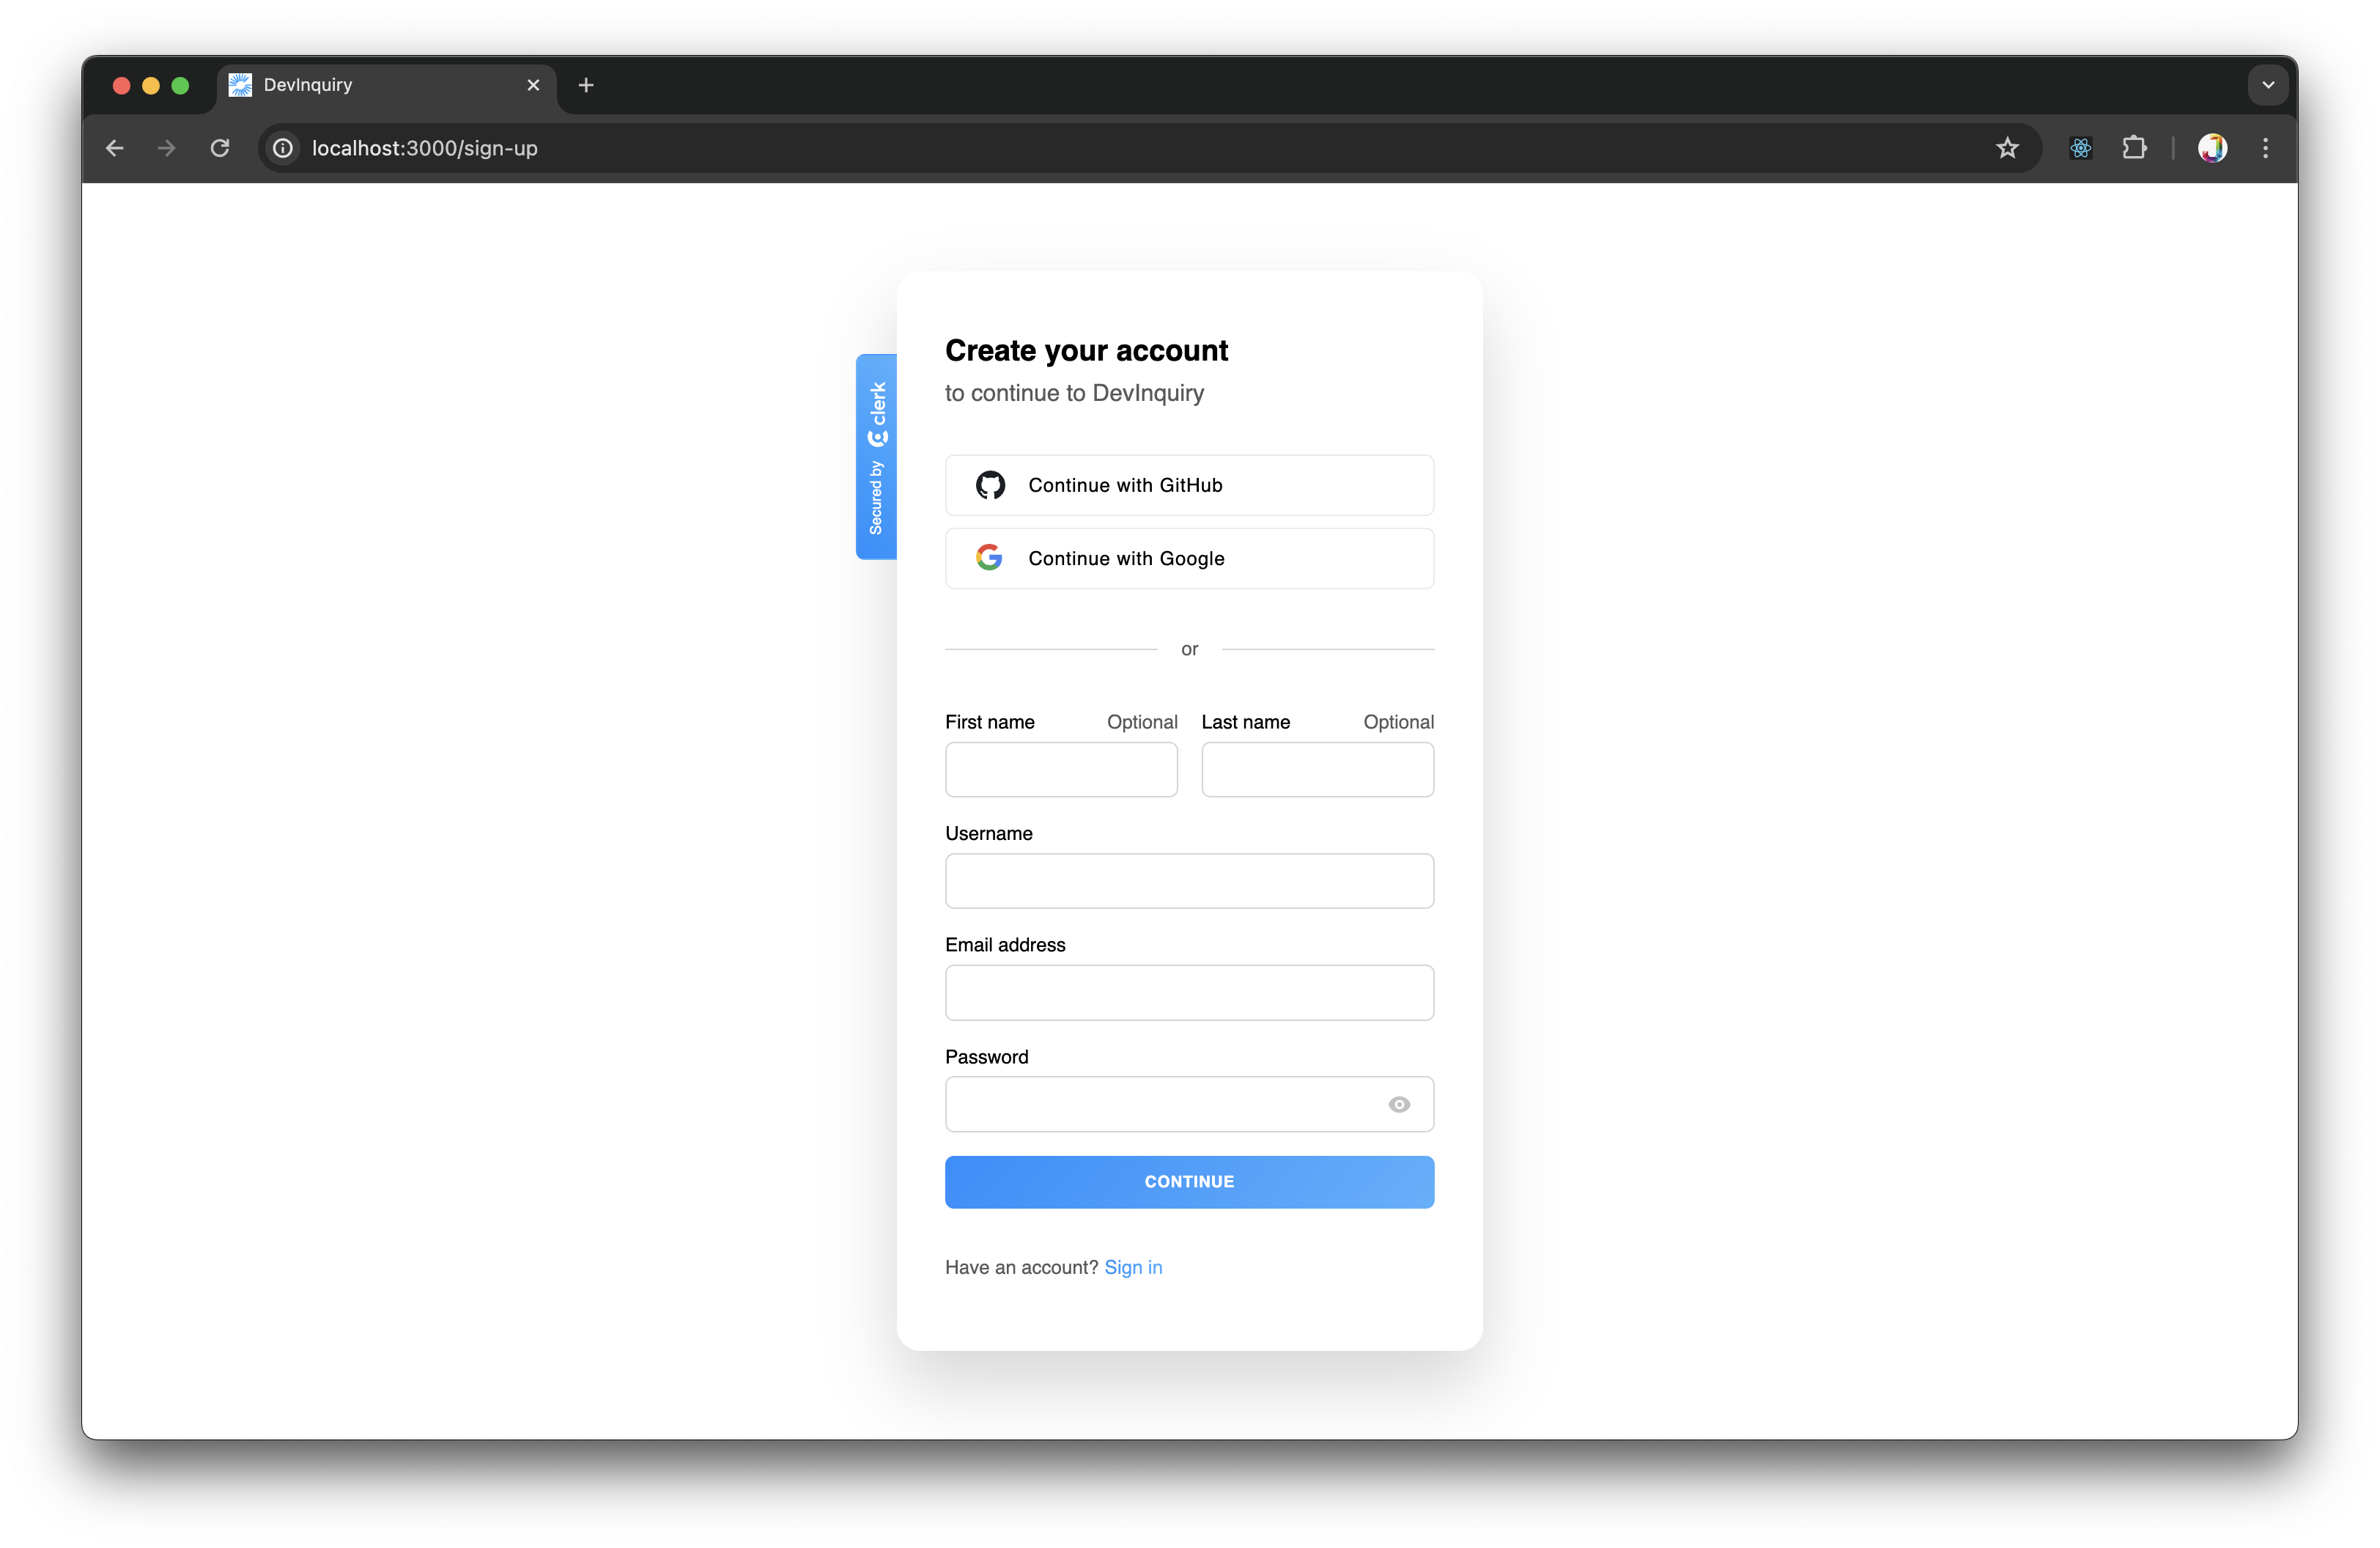 DevInquiry
localhost:3000/sign-up
Create your account
to continue to DevInquiry
Secured by clerk
Continue with GitHub
Continue with Google
or
First name Optional Last name Optional
Username
Email address
Password
CONTINUE
Have an account? Sign in